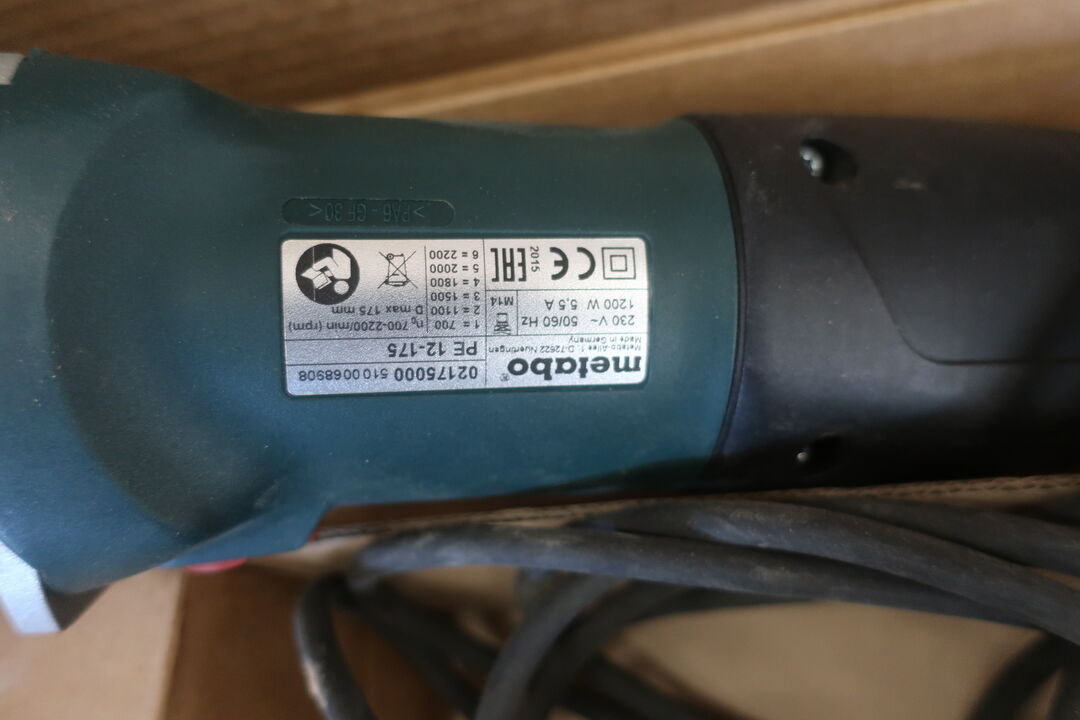 metabo®
Metabo-Allee 1, D-72622 Nuertingen
Made in Germany
02175000 510 0068908
PE 12-175
230 V~ 50/60 Hz
1200 W 5,5 A
M14
1 = 700
2 = 1100
3 = 1500
4 = 1800
5 = 2000
6 = 2200
n₀ 700-2200/min (rpm)
D max 175 mm
CE
2015
EAC
>PA6 - GF 30<